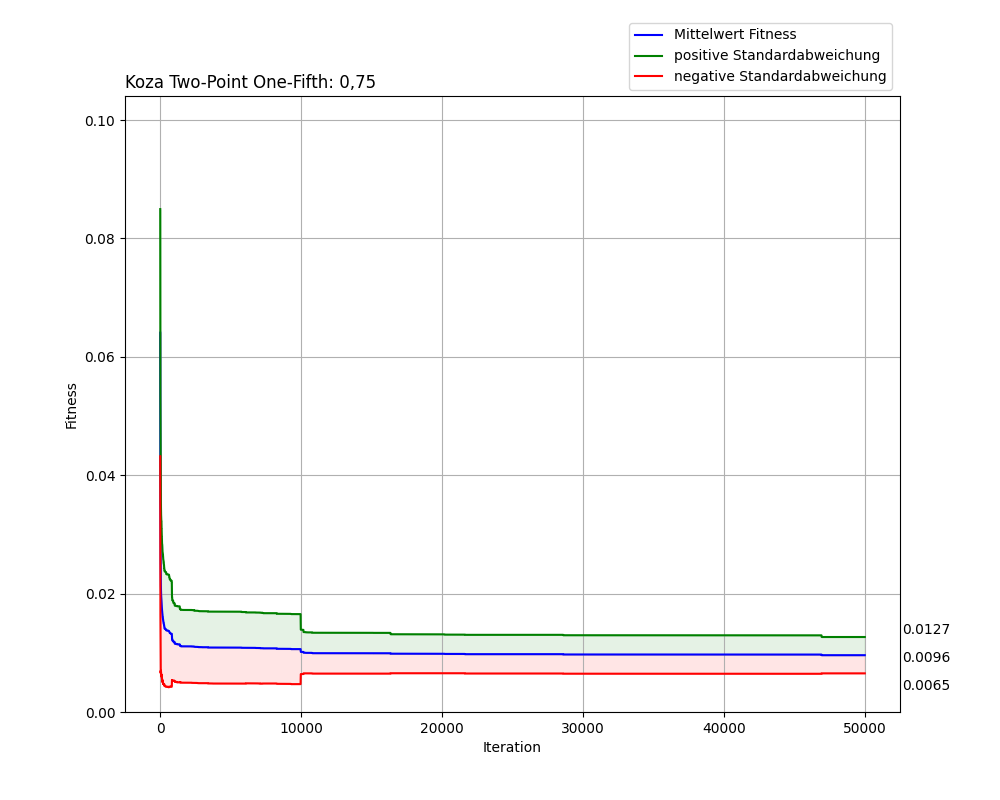 Mittelwert Fitness
positive Standardabweichung
negative Standardabweichung
Koza Two-Point One-Fifth: 0,75
0.10
0.08
0.06
0.04
0.02
0.00
Fitness
0.0127
0.0096
0.0065
0 10000 20000 30000 40000 50000
Iteration